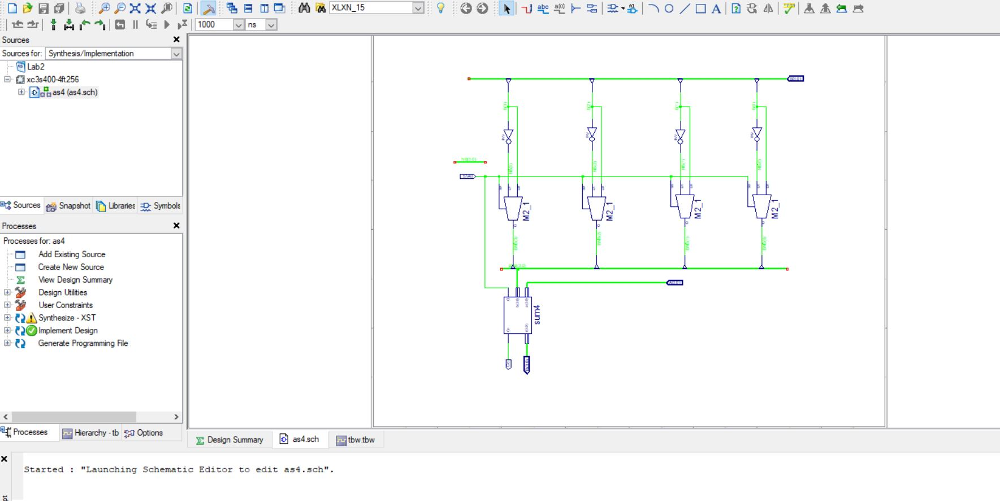 XLXN_15
1000
ns
Sources
Sources for:
Synthesis/Implementation
Lab2
xc3s400-4ft256
as4 (as4.sch)
Sources
Snapshot
Libraries
Symbols
Processes
Processes for: as4
Add Existing Source
Create New Source
View Design Summary
Design Utilities
User Constraints
Synthesize - XST
Implement Design
Generate Programming File
Processes
Hierarchy - tb
Options
NB(3:0)
M2_1
M2_1
M2_1
M2_1
sum4
Design Summary
as4.sch
tbw.tbw
Started : "Launching Schematic Editor to edit as4.sch".